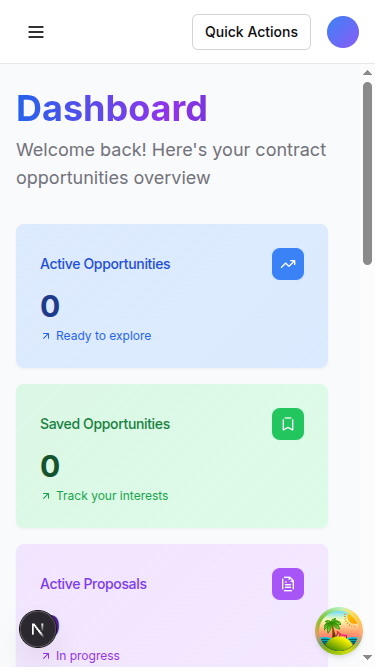 Quick Actions
Dashboard
Welcome back! Here's your contract
opportunities overview
Active Opportunities
0
Ready to explore
Saved Opportunities
0
Track your interests
Active Proposals
N
In progress